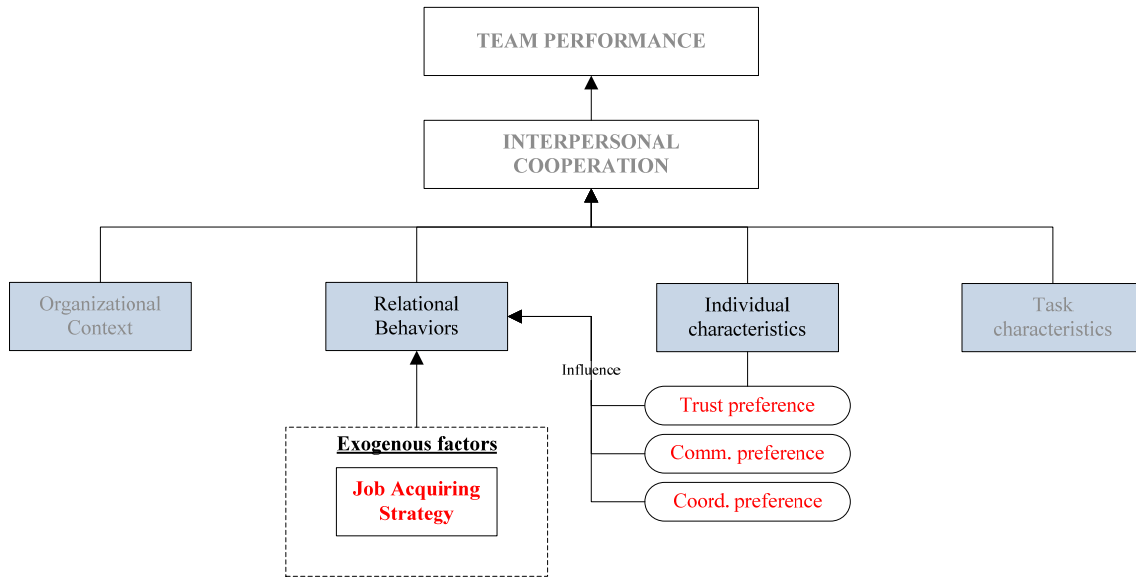 TEAM PERFORMANCE
INTERPERSONAL
COOPERATION
Organizational
Context
Relational
Behaviors
Individual
characteristics
Task
characteristics
Influence
Trust preference
Comm. preference
Coord. preference
Exogenous factors
Job Acquiring
Strategy